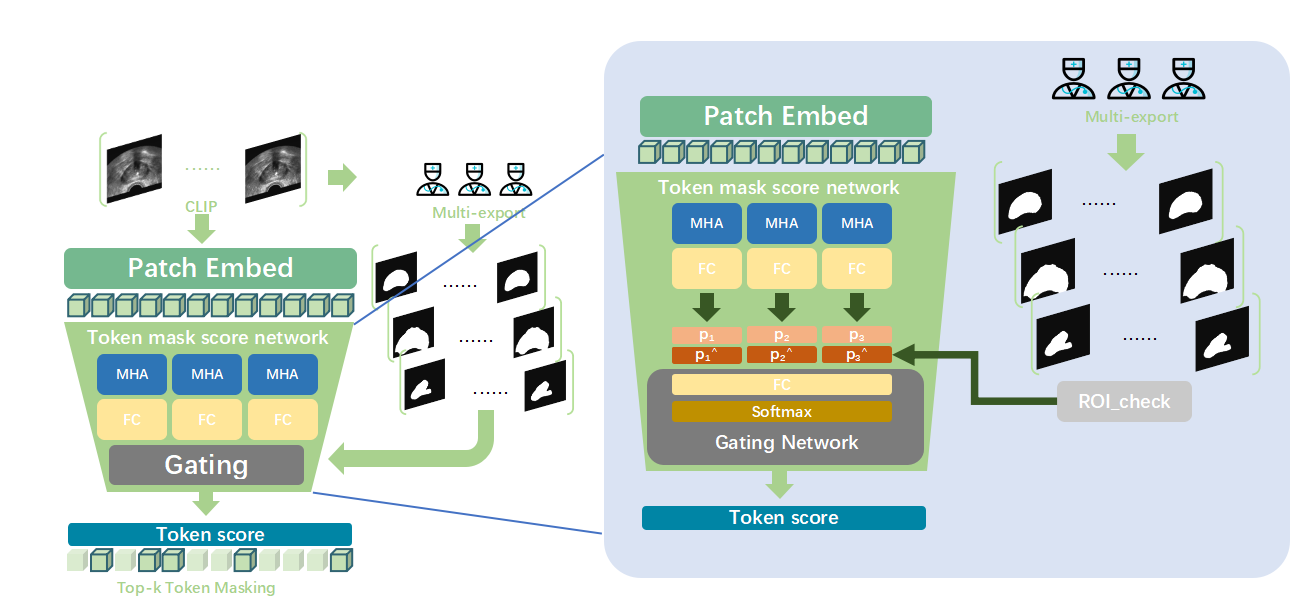 CLIP
Multi-export
Patch Embed
Token mask score network
MHA MHA MHA
FC FC FC
Gating
Token score
Top-k Token Masking
Patch Embed
Token mask score network
MHA MHA MHA
FC FC FC
p₁ p₂ p₃
p₁^ p₂^ p₃^
FC
Softmax
Gating Network
Token score
Multi-export
ROI_check